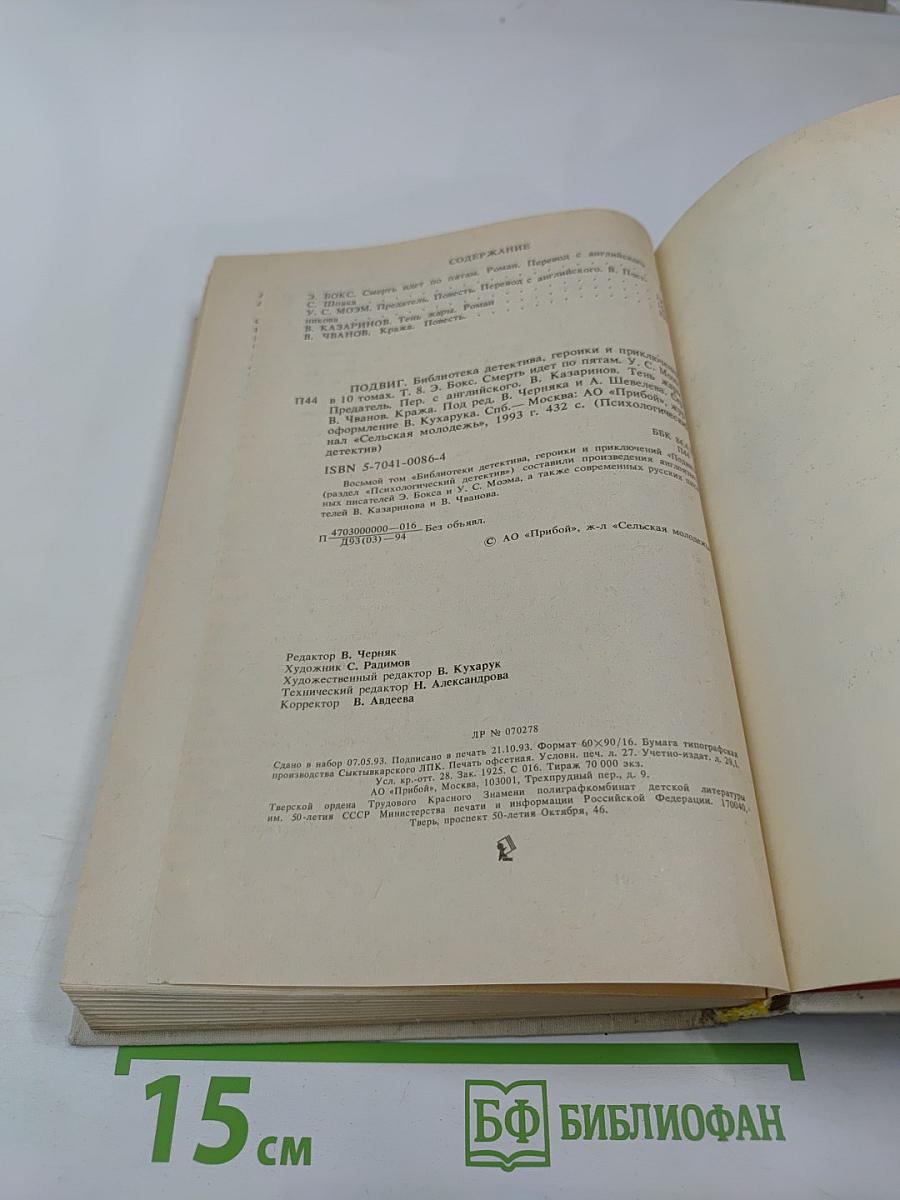 СОДЕРЖАНИЕ
Э. БОКС. Смерть идет по пятам. Роман. Перевод с английского
С. Шпака
У. С. МОЭМ. Предатель. Повесть. Перевод с английского. В.
никова
В. КАЗАРИНОВ. Тень жары. Роман
В. ЧВАНОВ. Кража. Повесть.
ПОДВИГ. Библиотека детектива, героики и приключений
П44 в 10 томах. Т. 8. Э. Бокс. Смерть идет по пятам. У. С.
Предатель. Пер. с английского. В. Казаринов. Тень
В. Чванов. Кража. Под ред. В. Черняка и А. Шевелева.
оформление В. Кухарука. Спб.— Москва: АО «Прибой»,
нал «Сельская молодежь», 1993 г. 432 с. (Психологический
детектив)
ББК 84.
П44
ISBN 5-7041-0086-4
Восьмой том «Библиотеки детектива, героики и приключений
(раздел «Психологический детектив») составили произведения
ных писателей Э. Бокса и У. С. Моэма, а также современных русских
телей В. Казаринова и В. Чванова.
П 4703000000—016 Без объявл.
Д93(03)—94
© АО «Прибой», ж-л «Сельская
Редактор В. Черняк
Художник С. Радимов
Художественный редактор В. Кухарук
Технический редактор Н. Александрова
Корректор В. Авдеева
ЛР № 070278
Сдано в набор 07.05.93. Подписано в печать 21.10.93. Формат 60×90/16. Бумага типографская
производства Сыктывкарского ЛПК. Печать офсетная. Условн. печ. л. 27. Учетно-издат. л. 29,1.
Усл. кр.-отт. 28. Зак. 1925. С 016. Тираж 70 000 экз.
АО «Прибой», Москва, 103001, Трехпрудный пер., д. 9.
Тверской ордена Трудового Красного Знамени полиграфкомбинат детской литературы
им. 50-летия СССР Министерства печати и информации Российской Федерации. 170040,
Тверь, проспект 50-летия Октября, 46.
15 см
БФ БИБЛИОФАН